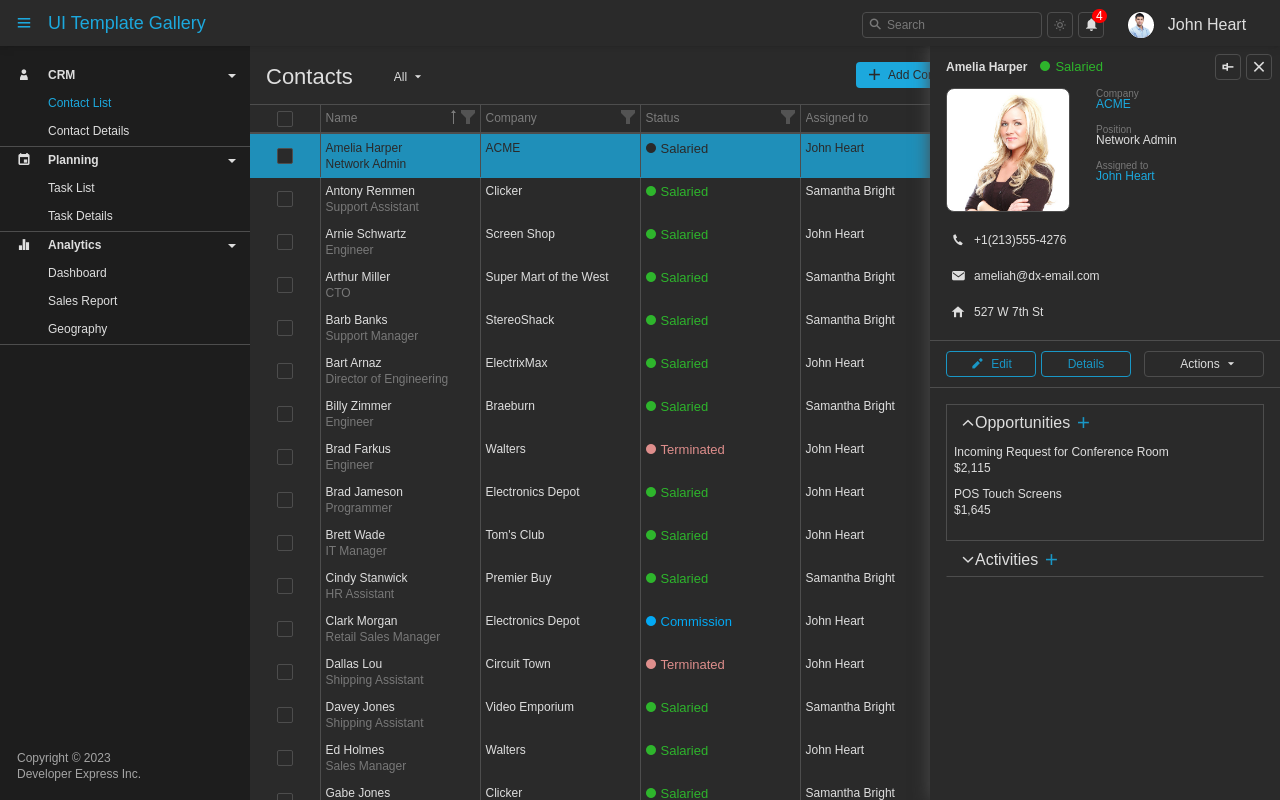 UI Template Gallery
Search
4
John Heart
CRM
Contact List
Contact Details
Planning
Task List
Task Details
Analytics
Dashboard
Sales Report
Geography
Copyright © 2023
Developer Express Inc.
Contacts
All
Add Con
Name
Company
Status
Assigned to
Amelia Harper
Network Admin
ACME
Salaried
John Heart
Antony Remmen
Support Assistant
Clicker
Salaried
Samantha Bright
Arnie Schwartz
Engineer
Screen Shop
Salaried
John Heart
Arthur Miller
CTO
Super Mart of the West
Salaried
Samantha Bright
Barb Banks
Support Manager
StereoShack
Salaried
Samantha Bright
Bart Arnaz
Director of Engineering
ElectrixMax
Salaried
John Heart
Billy Zimmer
Engineer
Braeburn
Salaried
Samantha Bright
Brad Farkus
Engineer
Walters
Terminated
John Heart
Brad Jameson
Programmer
Electronics Depot
Salaried
John Heart
Brett Wade
IT Manager
Tom's Club
Salaried
John Heart
Cindy Stanwick
HR Assistant
Premier Buy
Salaried
Samantha Bright
Clark Morgan
Retail Sales Manager
Electronics Depot
Commission
John Heart
Dallas Lou
Shipping Assistant
Circuit Town
Terminated
John Heart
Davey Jones
Shipping Assistant
Video Emporium
Salaried
Samantha Bright
Ed Holmes
Sales Manager
Walters
Salaried
John Heart
Gabe Jones
Clicker
Salaried
Samantha Bright
Amelia Harper
Salaried
Company
ACME
Position
Network Admin
Assigned to
John Heart
+1(213)555-4276
ameliah@dx-email.com
527 W 7th St
Edit
Details
Actions
Opportunities
Incoming Request for Conference Room
$2,115
POS Touch Screens
$1,645
Activities